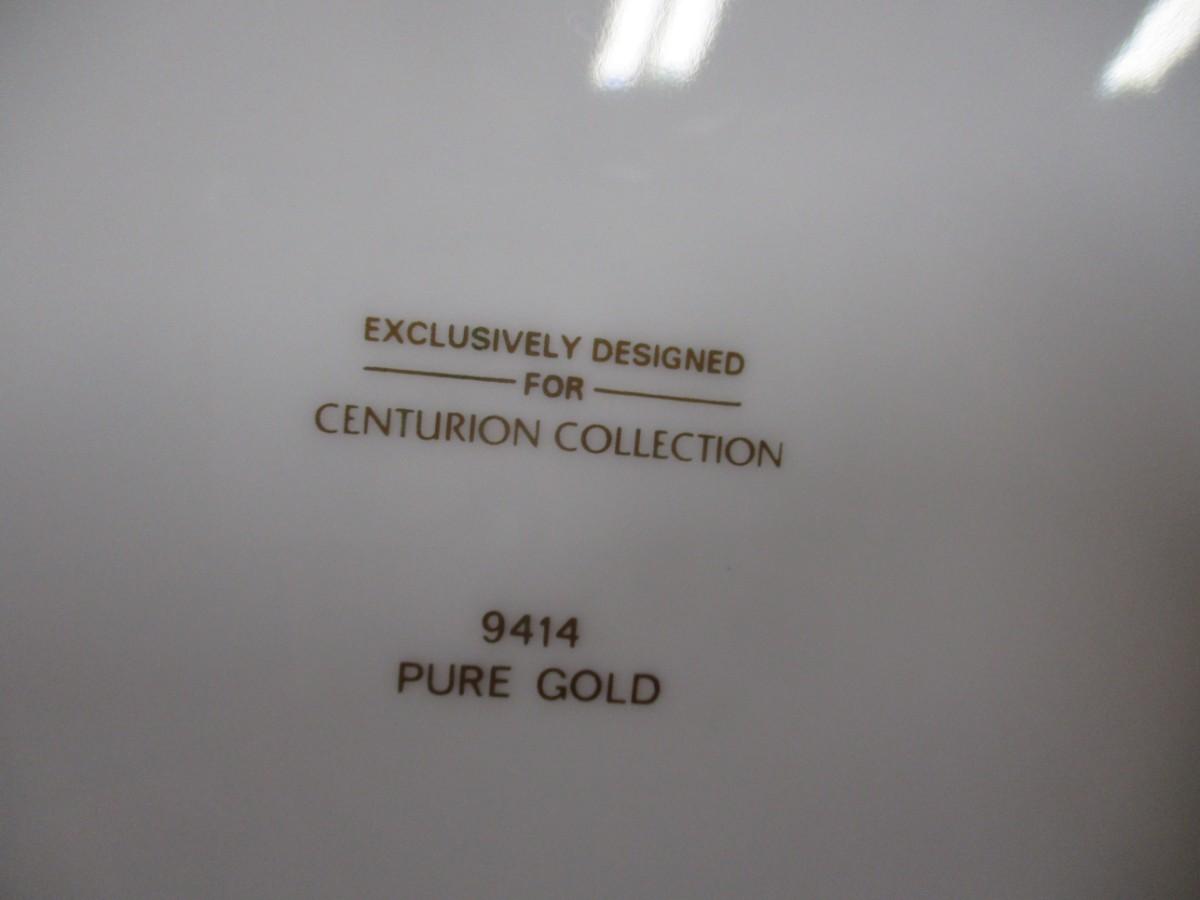 EXCLUSIVELY DESIGNED
FOR
CENTURION COLLECTION
9414
PURE GOLD